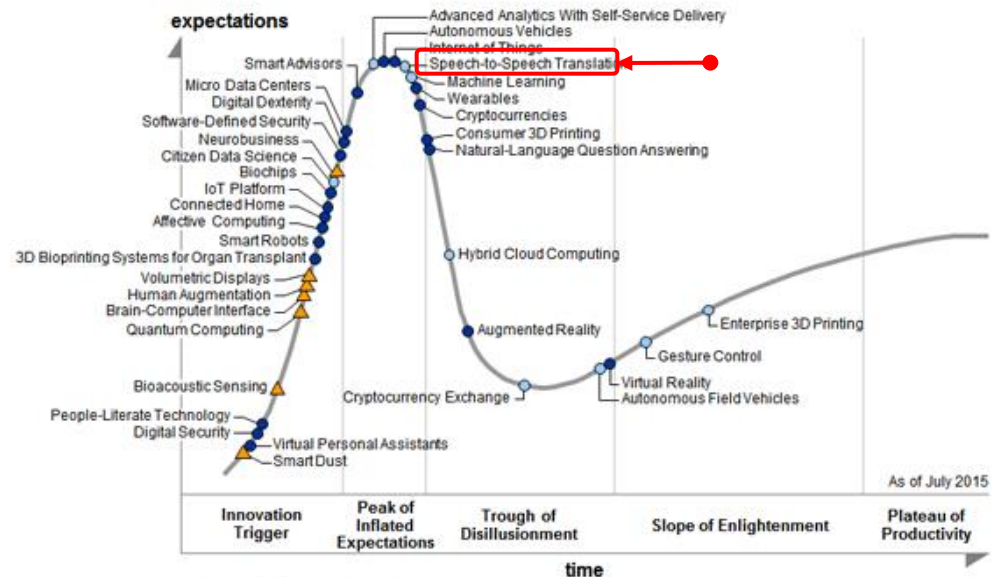 expectations
Advanced Analytics With Self-Service Delivery
Autonomous Vehicles
Internet of Things
Speech-to-Speech Translatio
Machine Learning
Wearables
Cryptocurrencies
Consumer 3D Printing
Natural-Language Question Answering
Smart Advisors
Micro Data Centers
Digital Dexterity
Software-Defined Security
Neurobusiness
Citizen Data Science
Biochips
IoT Platform
Connected Home
Affective Computing
Smart Robots
3D Bioprinting Systems for Organ Transplant
Volumetric Displays
Human Augmentation
Brain-Computer Interface
Quantum Computing
Bioacoustic Sensing
People-Literate Technology
Digital Security
Virtual Personal Assistants
Smart Dust
Hybrid Cloud Computing
Augmented Reality
Cryptocurrency Exchange
Enterprise 3D Printing
Gesture Control
Virtual Reality
Autonomous Field Vehicles
As of July 2015
Innovation
Trigger
Peak of
Inflated
Expectations
Trough of
Disillusionment
Slope of Enlightenment
Plateau of
Productivity
time